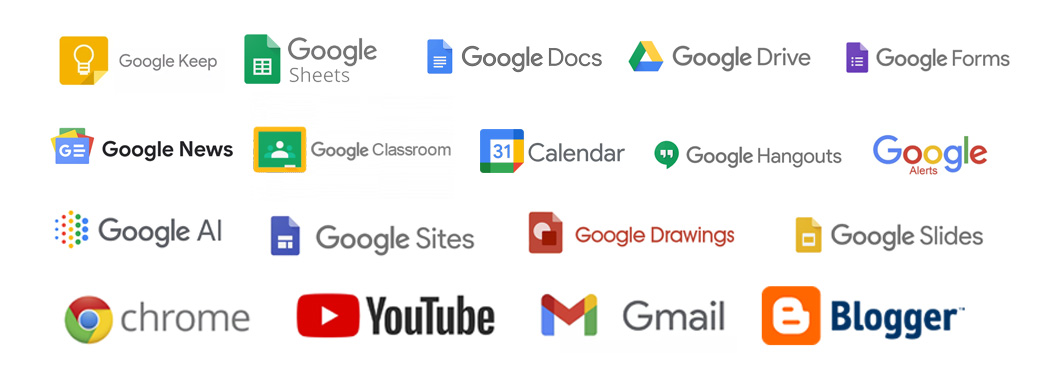 Google Keep
Google
Sheets
Google Docs
Google Drive
Google Forms
GE Google News
Google Classroom
31 Calendar
Google Hangouts
Google
Alerts
Google AI
Google Sites
Google Drawings
Google Slides
chrome
YouTube
Gmail
B Blogger™